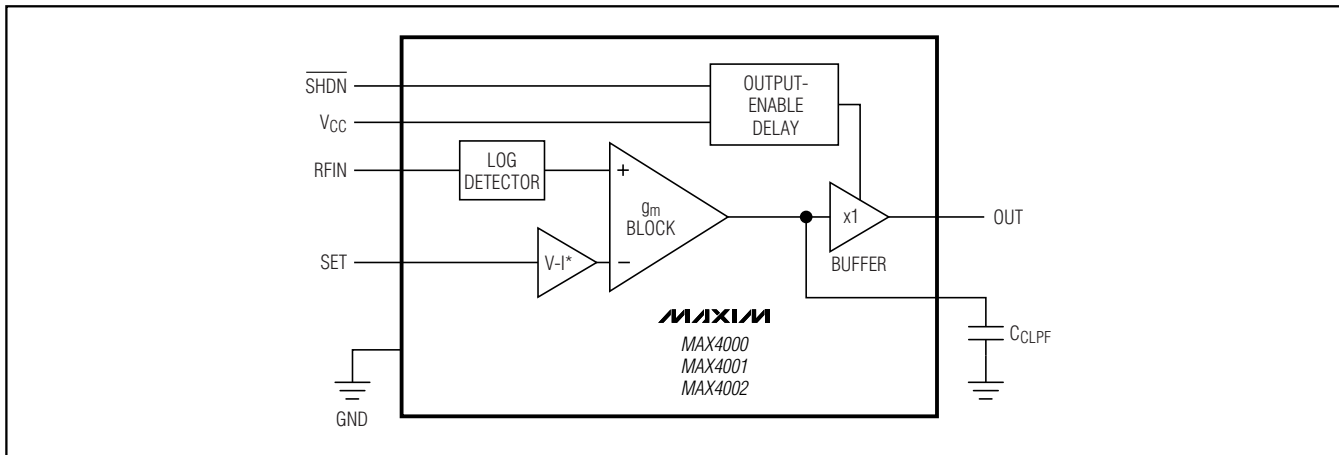 SHDN
VCC
RFIN
SET
GND
LOG
DETECTOR
V-I*
+
−
gm
BLOCK
OUTPUT-
ENABLE
DELAY
x1
BUFFER
OUT
CCLPF
MAXIM
MAX4000
MAX4001
MAX4002